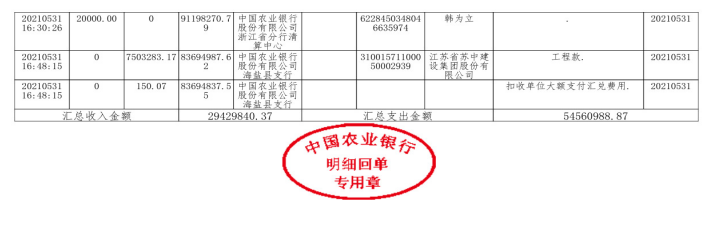 20210531 16:30:26 20000.00 0 91198270.79 中国农业银行股份有限公司浙江省分行清算中心 6228450348046635974 韩为立 . 20210531
20210531 16:48:15 0 7503283.17 83694987.62 中国农业银行股份有限公司海盐县支行 31001571100050002939 江苏省苏中建设集团股份有限公司 工程款. 20210531
20210531 16:48:15 0 150.07 83694837.55 中国农业银行股份有限公司海盐县支行 扣收单位大额支付汇兑费用. 20210531
汇总收入金额 29429840.37 汇总支出金额 54560988.87
中国农业银行
明细回单
专用章